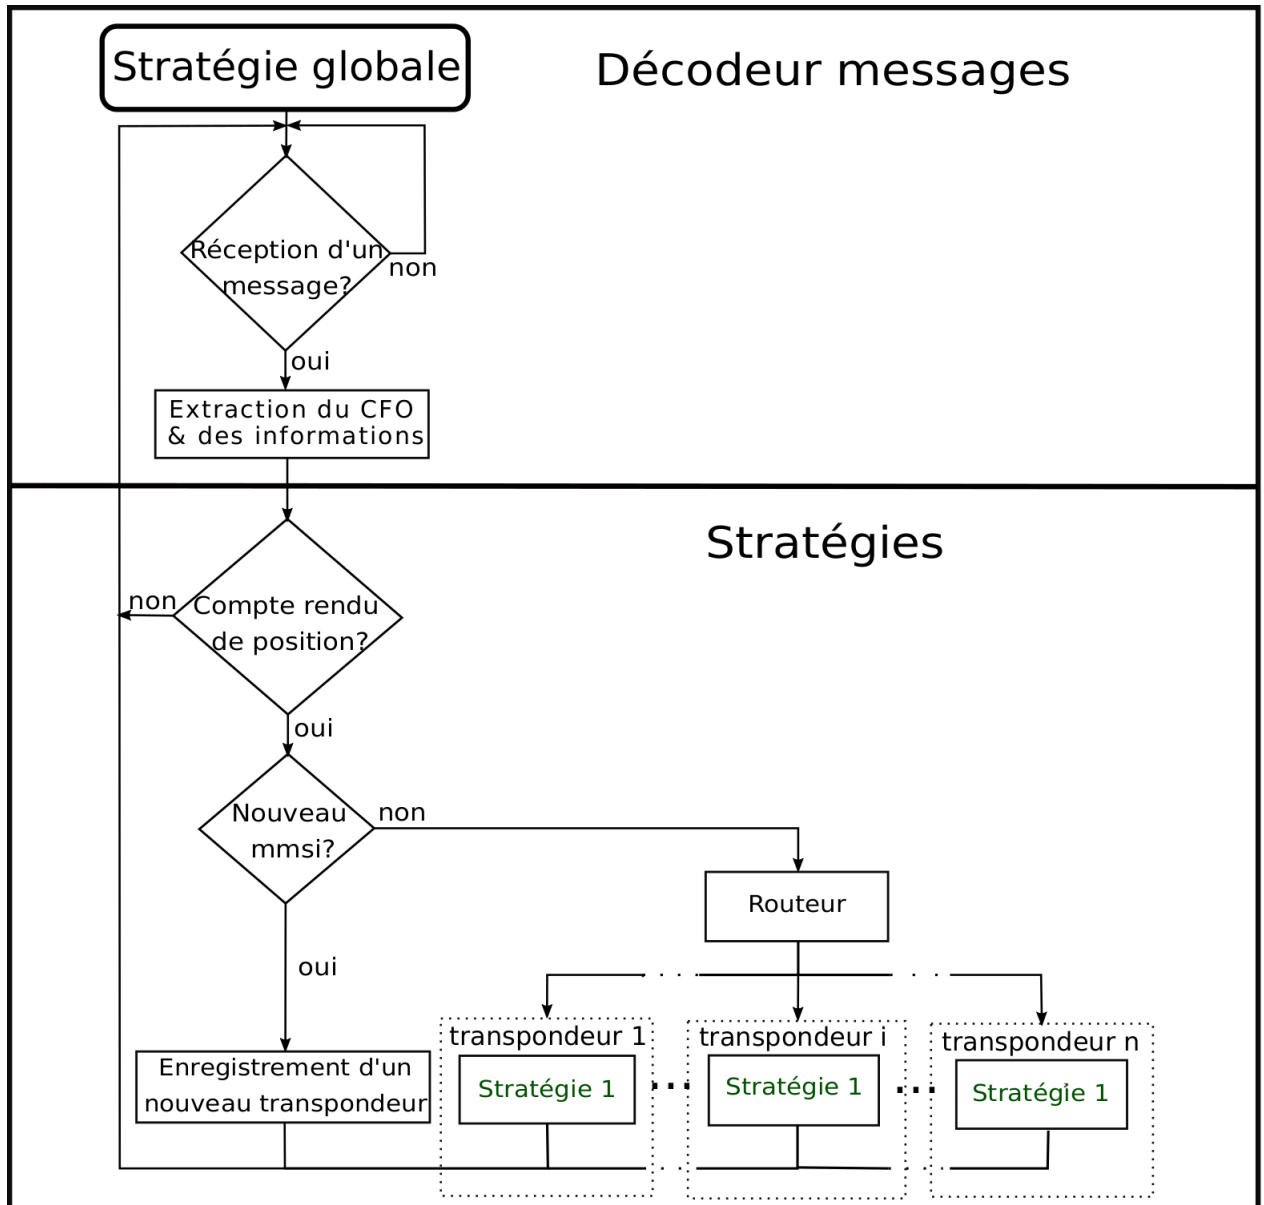 Stratégie globale
Décodeur messages
Réception d'un
message?
non
oui
Extraction du CFO
& des informations
Stratégies
non
Compte rendu
de position?
oui
Nouveau
mmsi?
non
Routeur
oui
transpondeur 1
Stratégie 1
...
transpondeur i
Stratégie 1
...
transpondeur n
Stratégie 1
Enregistrement d'un
nouveau transpondeur